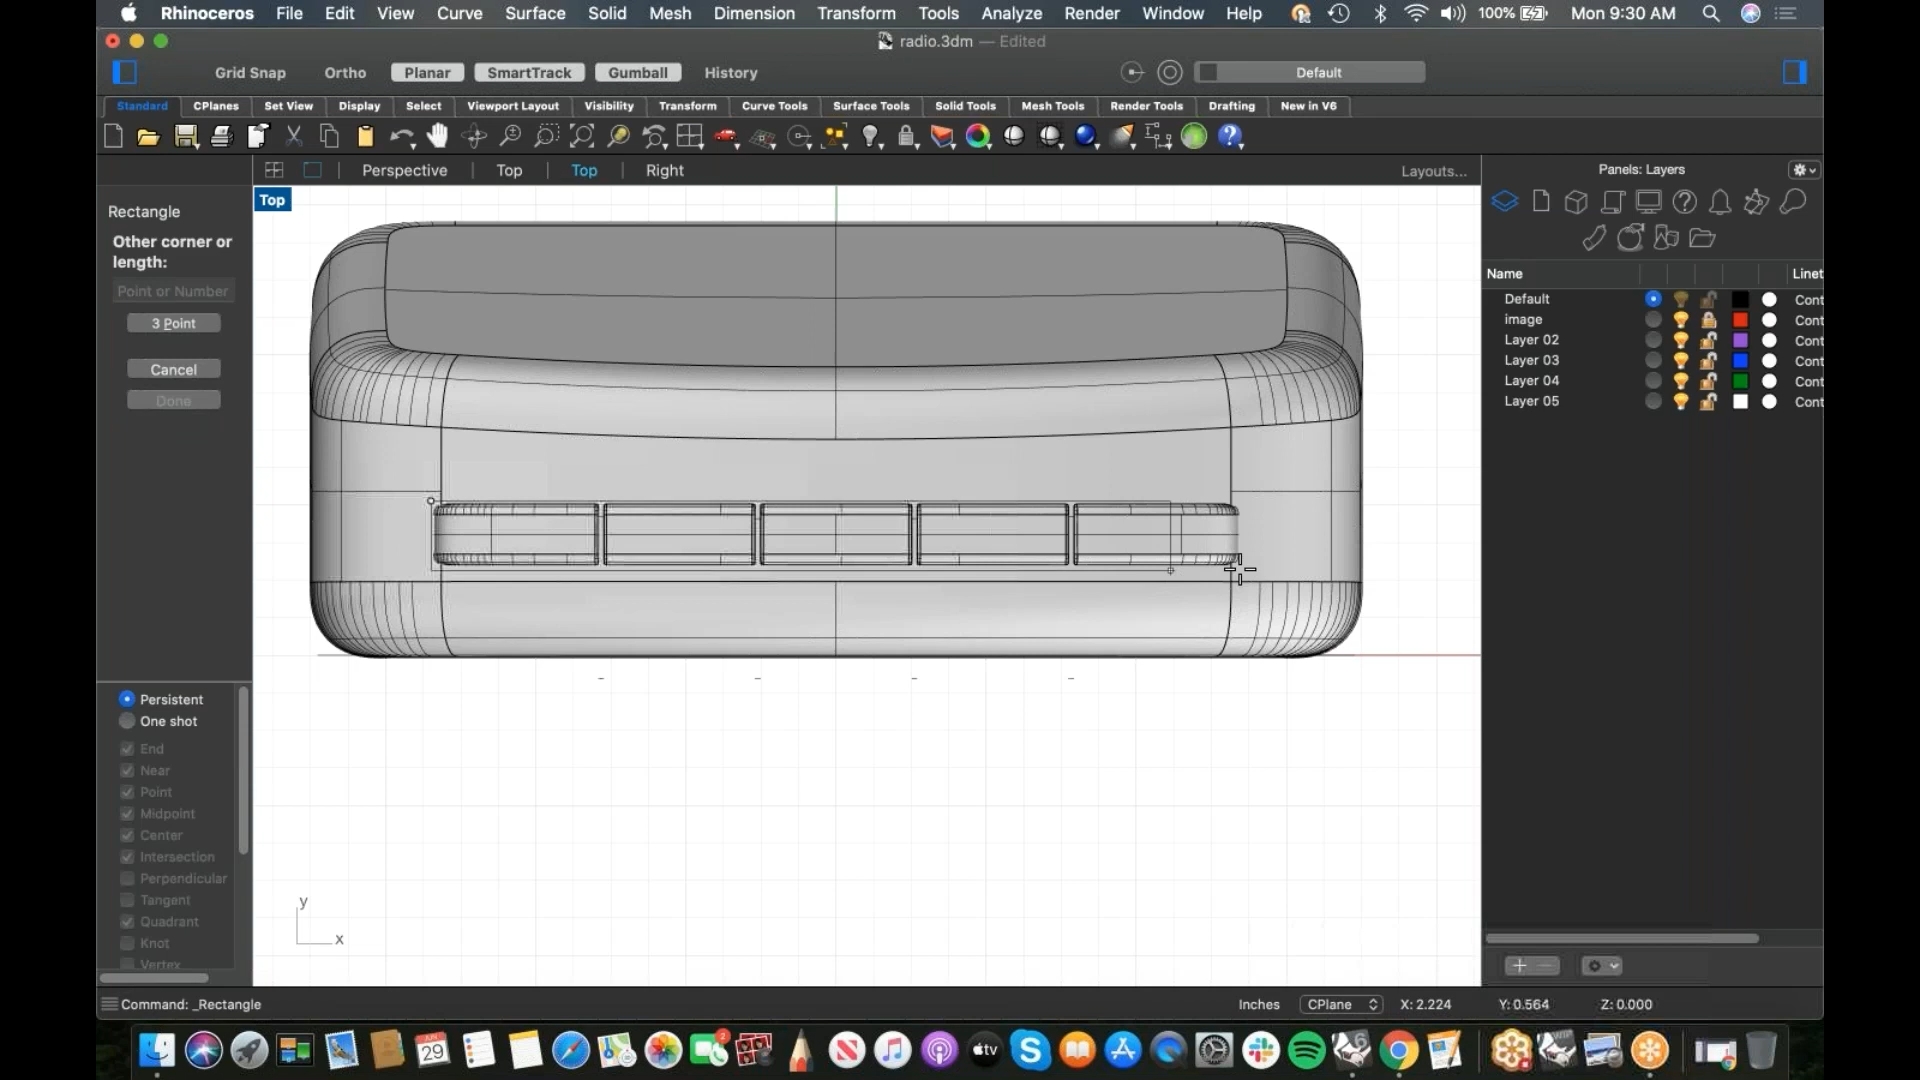 Rhinoceros File Edit View Curve Surface Solid Mesh Dimension Transform Tools Analyze Render Window Help 100% Mon 9:30 AM
radio.3dm — Edited
Grid Snap Ortho Planar SmartTrack Gumball History Default
Standard CPlanes Set View Display Select Viewport Layout Visibility Transform Curve Tools Surface Tools Solid Tools Mesh Tools Render Tools Drafting New in V6
Perspective Top Top Right Layouts...
Panels: Layers
Top
Rectangle
Other corner or
length:
Point or Number
3 Point
Cancel
Done
Name Linet
Default Cont
image Cont
Layer 02 Cont
Layer 03 Cont
Layer 04 Cont
Layer 05 Cont
Persistent
One shot
End
Near
Point
Midpoint
Center
Intersection
Perpendicular
Tangent
Quadrant
Knot
Vertex
y
x
Command: _Rectangle
Inches CPlane X: 2.224 Y: 0.564 Z: 0.000
JUN
29
2
tv